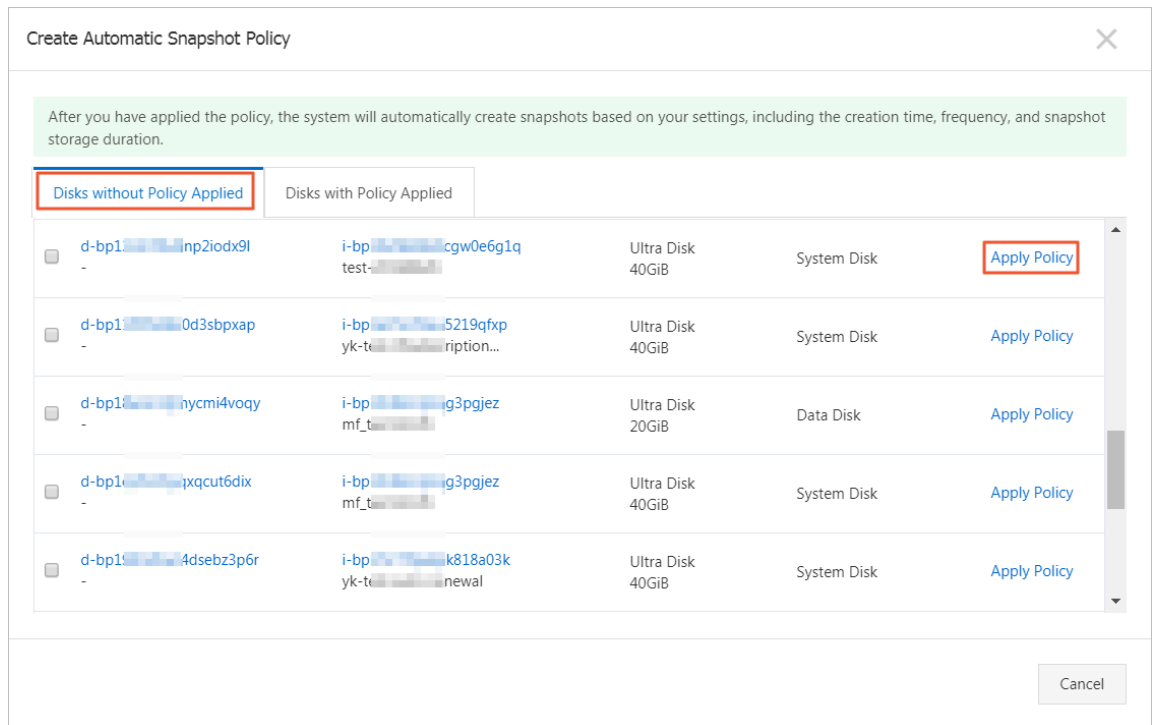 Create Automatic Snapshot Policy
After you have applied the policy, the system will automatically create snapshots based on your settings, including the creation time, frequency, and snapshot
storage duration.
Disks without Policy Applied
Disks with Policy Applied
d-bp1 np2iodx9l
i-bp cgw0e6g1q
Ultra Disk
System Disk
Apply Policy
-
test-
40GiB
d-bp1 0d3sbpxap
i-bp 5219qfxp
Ultra Disk
System Disk
Apply Policy
-
yk-te ription...
40GiB
d-bp18 hycmi4voqy
i-bp g3pgjez
Ultra Disk
Data Disk
Apply Policy
-
mf_t
20GiB
d-bp1 qxqcut6dix
i-bp g3pgjez
Ultra Disk
System Disk
Apply Policy
-
mf_t
40GiB
d-bp19 4dsebz3p6r
i-bp k818a03k
Ultra Disk
System Disk
Apply Policy
-
yk-te newal
40GiB
Cancel